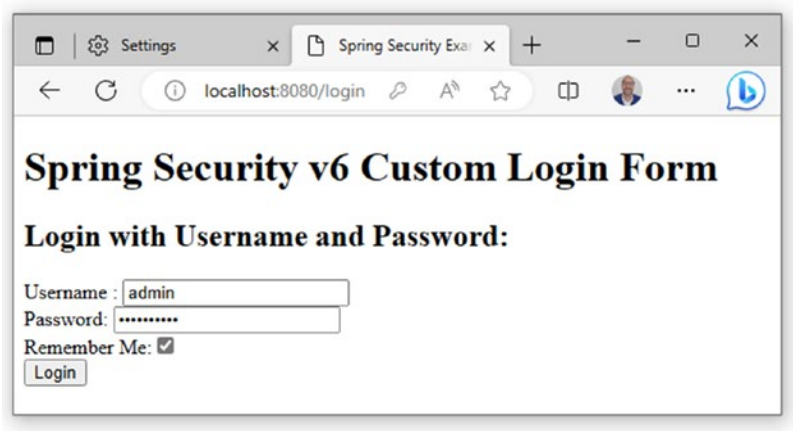 Settings
Spring Security Exa
localhost:8080/login
Spring Security v6 Custom Login Form
Login with Username and Password:
Username : admin
Password: ••••••••••
Remember Me:
Login